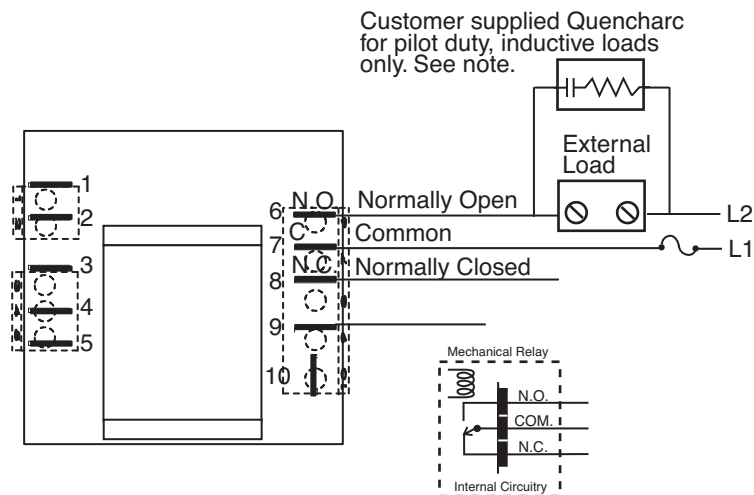 Customer supplied Quencharc
for pilot duty, inductive loads
only. See note.
External
Load
1
2
3
4
5
6
7
8
9
10
N.O.
C
N.C.
Normally Open
Common
Normally Closed
L2
L1
Mechanical Relay
N.O.
COM.
N.C.
Internal Circuitry